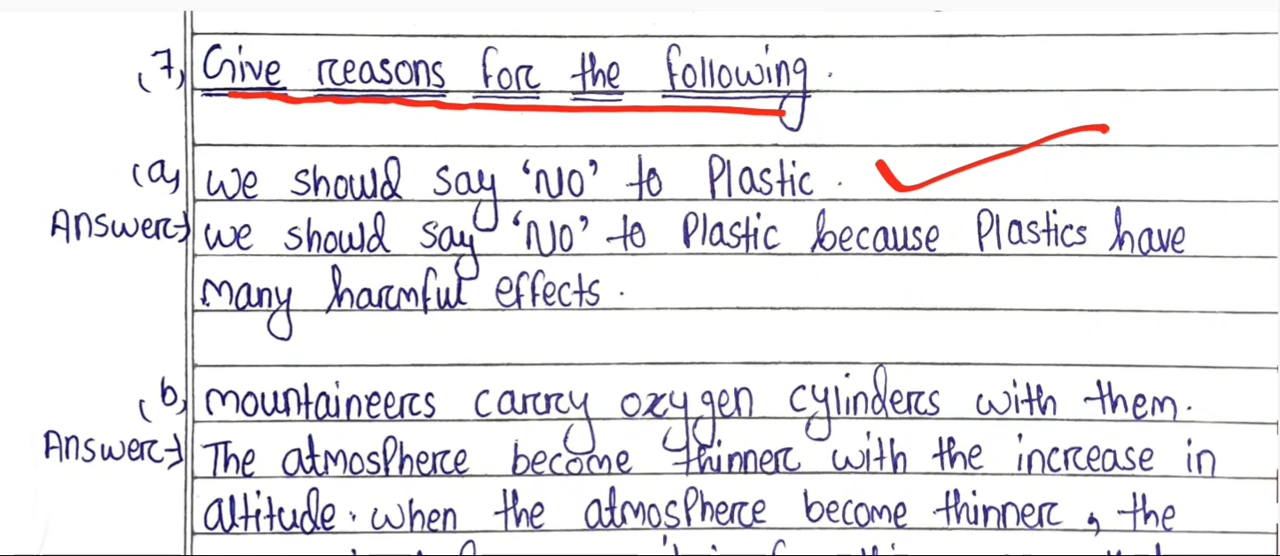 (7) Give reasons for the following.
(a) we should say 'NO' to Plastic.
Answer→ we should say 'NO' to Plastic because Plastics have
many harmful effects.
(b) mountaineers carry oxygen cylinders with them.
Answer→ The atmosphere become thinner with the increase in
altitude. when the atmosphere become thinner, the